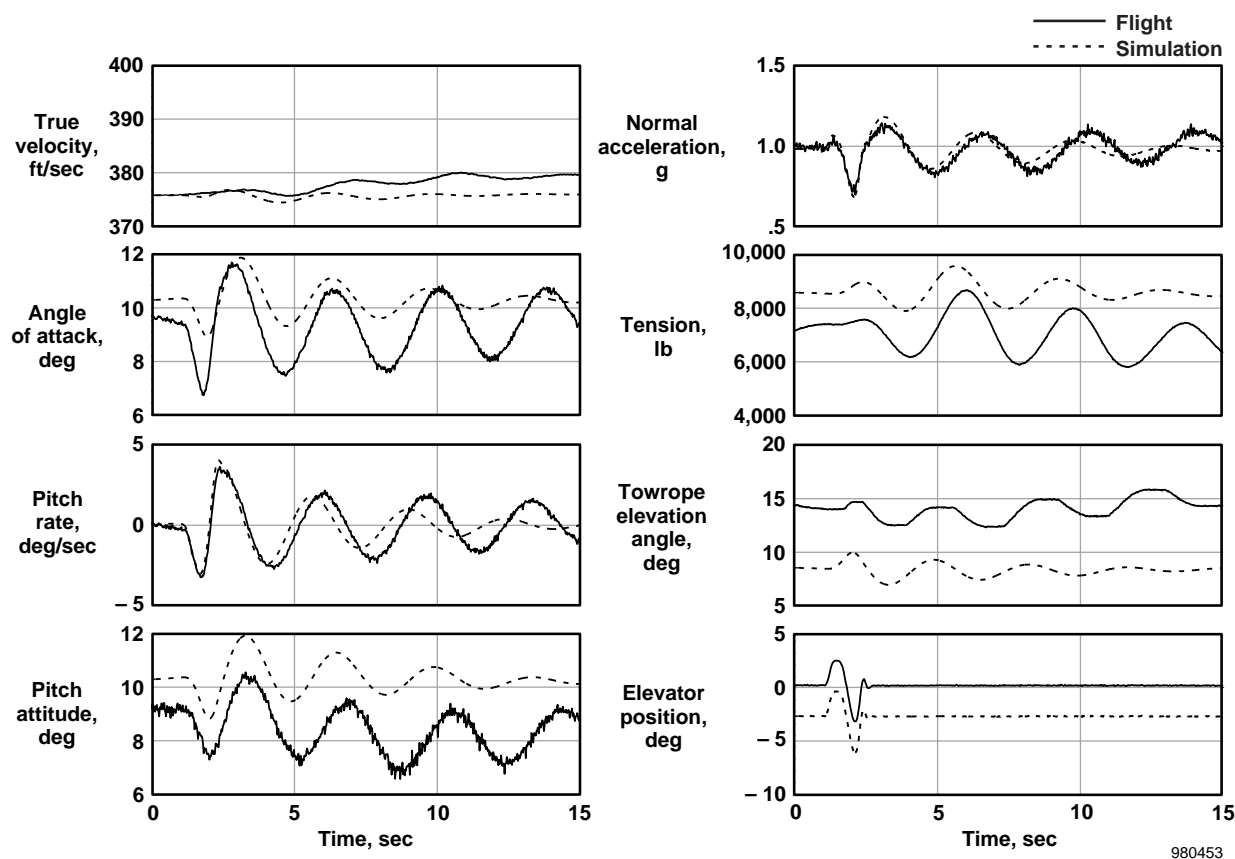 Flight
Simulation
400
390
380
370
True
velocity,
ft/sec
12
10
8
6
Angle
of attack,
deg
5
0
– 5
Pitch
rate,
deg/sec
12
10
8
6
Pitch
attitude,
deg
0
5
10
15
Time, sec
1.5
1.0
.5
Normal
acceleration,
g
10,000
8,000
6,000
4,000
Tension,
lb
20
15
10
5
Towrope
elevation
angle,
deg
5
0
– 5
– 10
Elevator
position,
deg
0
5
10
15
Time, sec
980453